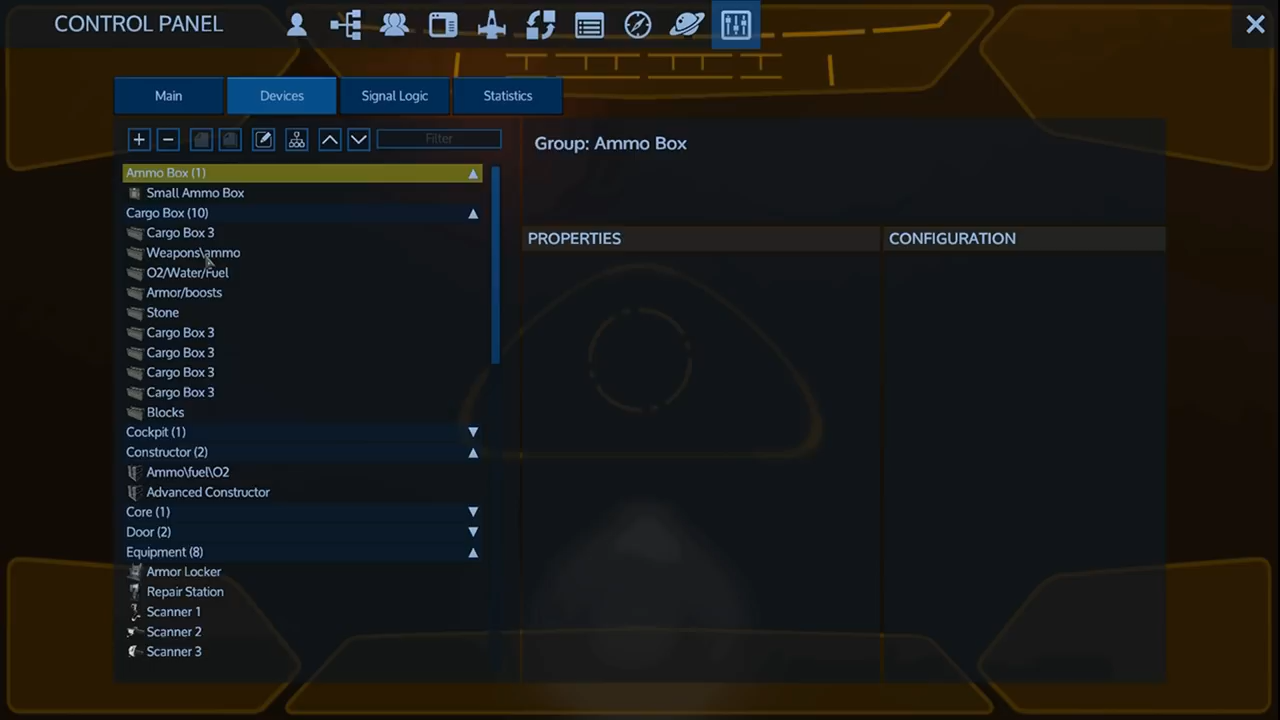 CONTROL PANEL
Main
Devices
Signal Logic
Statistics
Filter
Group: Ammo Box
Ammo Box (1)
Small Ammo Box
Cargo Box (10)
Cargo Box 3
Weapons\ammo
O2/Water/Fuel
Armor/boosts
Stone
Cargo Box 3
Cargo Box 3
Cargo Box 3
Cargo Box 3
Blocks
Cockpit (1)
Constructor (2)
Ammo\fuel\O2
Advanced Constructor
Core (1)
Door (2)
Equipment (8)
Armor Locker
Repair Station
Scanner 1
Scanner 2
Scanner 3
PROPERTIES
CONFIGURATION